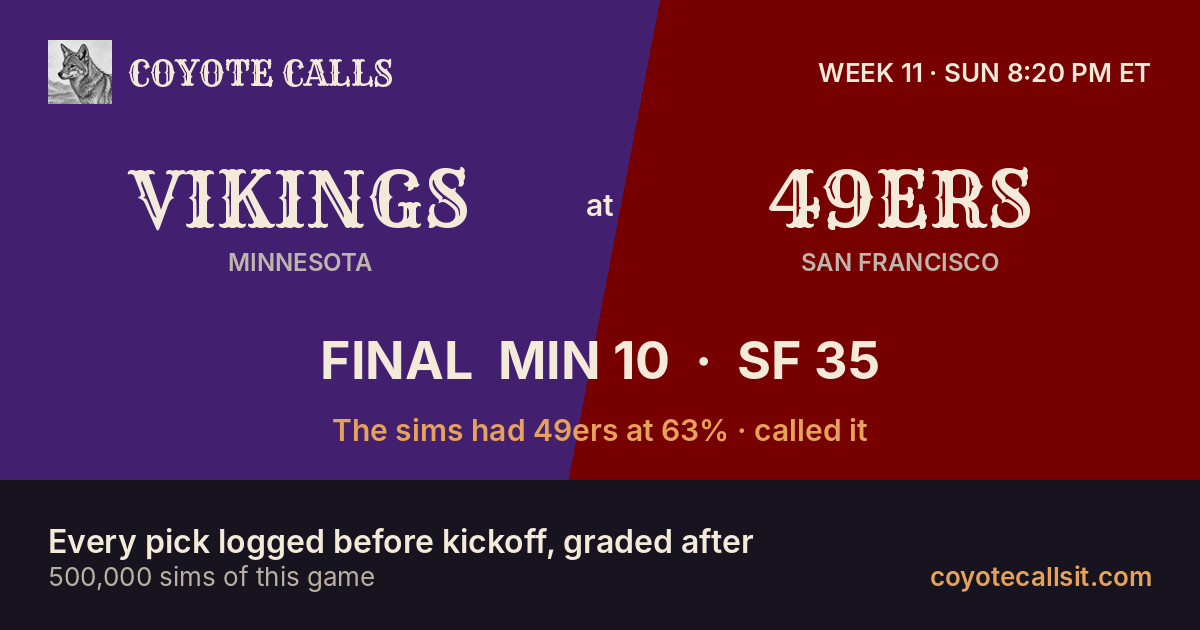 COYOTE CALLS
WEEK 11 · SUN 8:20 PM ET
VIKINGS at 49ERS
MINNESOTA SAN FRANCISCO
FINAL MIN 10 · SF 35
The sims had 49ers at 63% · called it
Every pick logged before kickoff, graded after
500,000 sims of this game
coyotecallsit.com